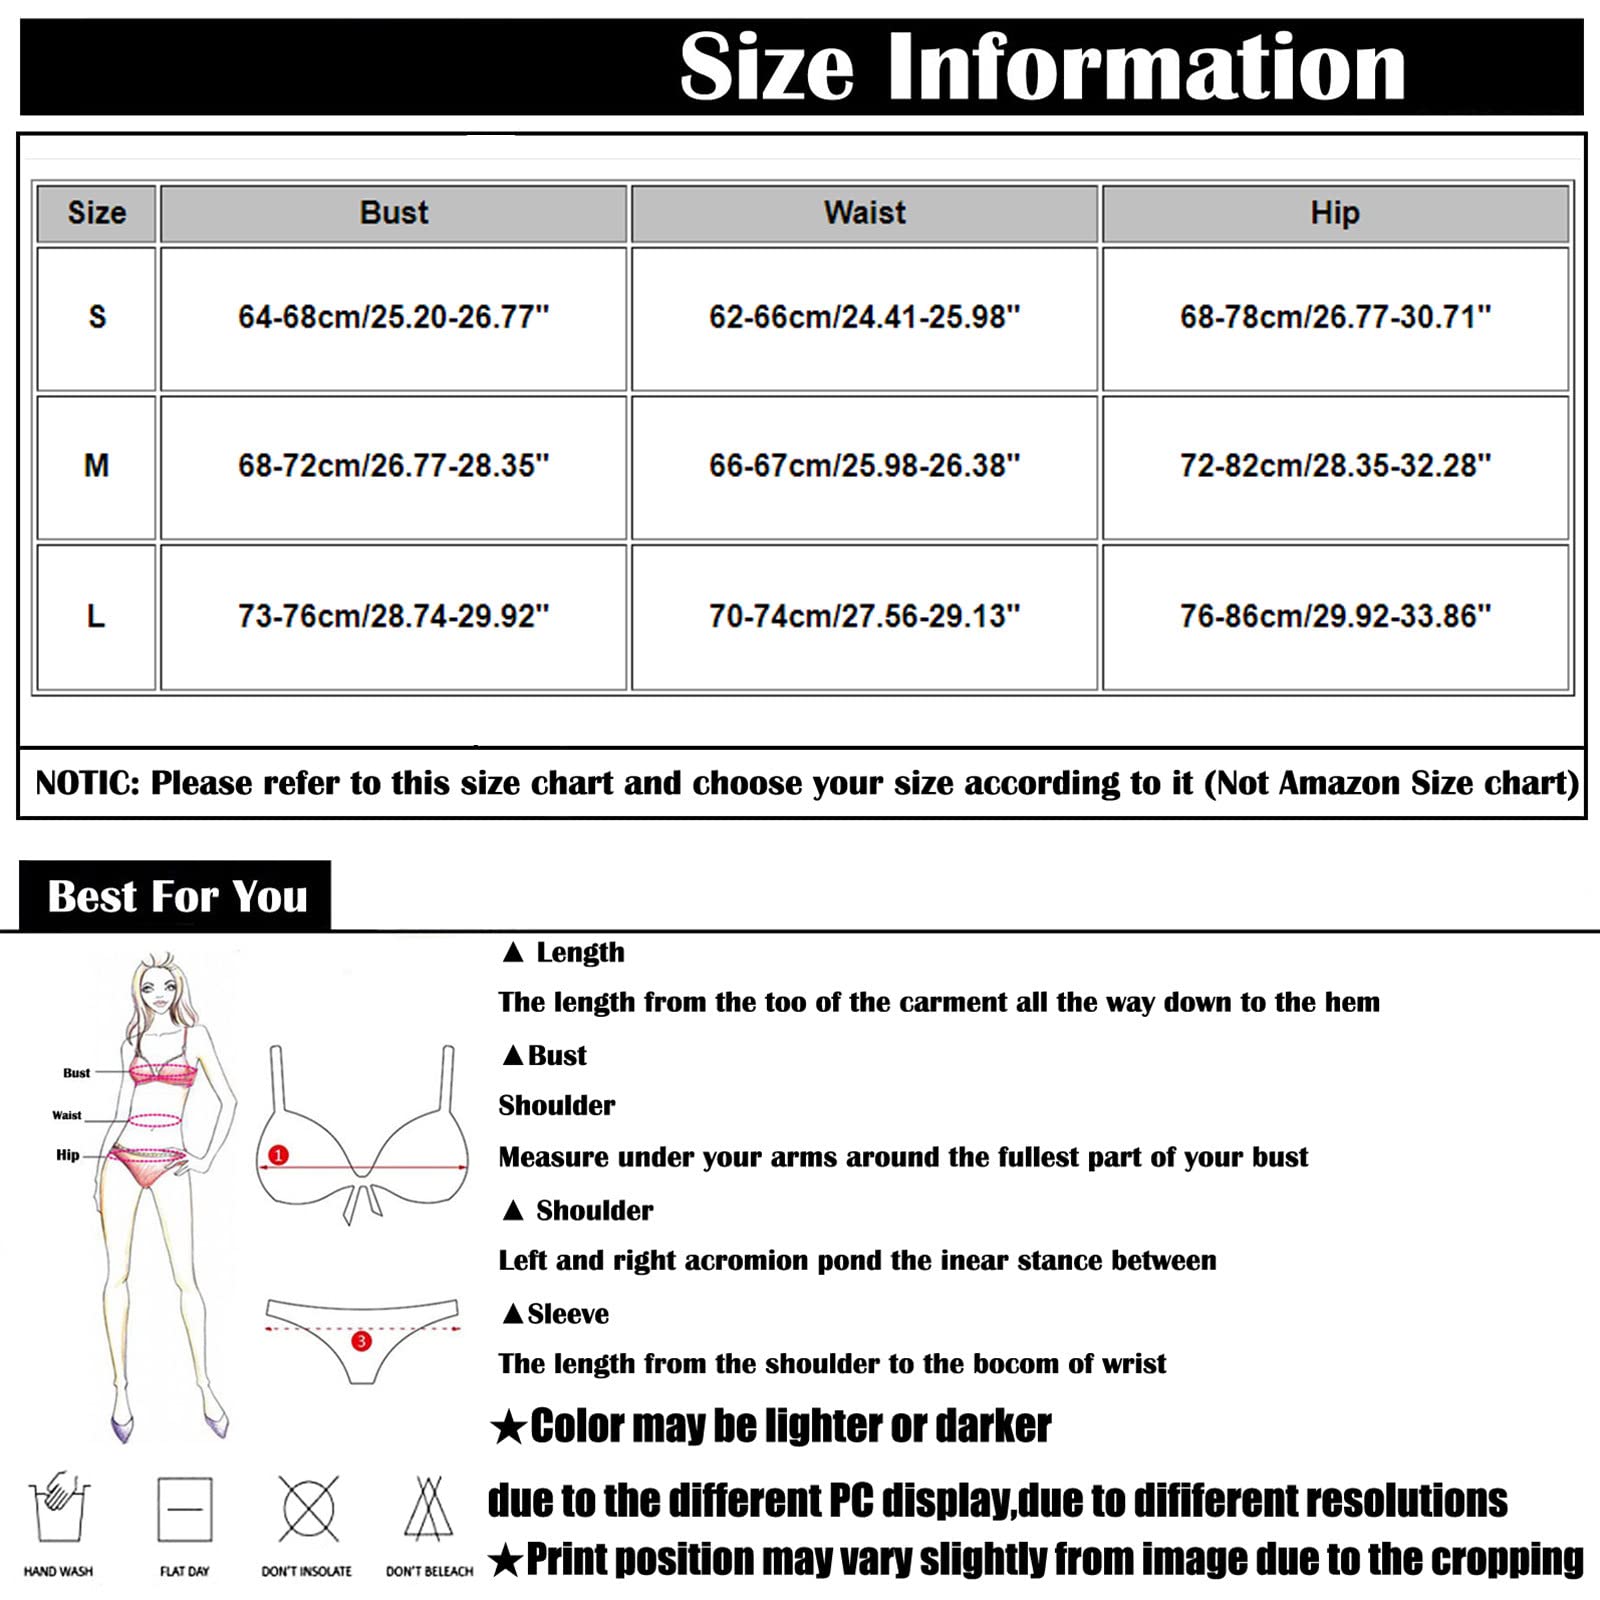 Size Information
Size Bust Waist Hip
S 64-68cm/25.20-26.77" 62-66cm/24.41-25.98" 68-78cm/26.77-30.71"
M 68-72cm/26.77-28.35" 66-67cm/25.98-26.38" 72-82cm/28.35-32.28"
L 73-76cm/28.74-29.92" 70-74cm/27.56-29.13" 76-86cm/29.92-33.86"
NOTIC: Please refer to this size chart and choose your size according to it (Not Amazon Size chart)
Best For You
Bust
Waist
Hip
1
3
▲ Length
The length from the too of the carment all the way down to the hem
▲Bust
Shoulder
Measure under your arms around the fullest part of your bust
▲ Shoulder
Left and right acromion pond the inear stance between
▲Sleeve
The length from the shoulder to the bocom of wrist
★Color may be lighter or darker
due to the different PC display,due to dififerent resolutions
★Print position may vary slightly from image due to the cropping
HAND WASH
FLAT DAY
DON'T INSOLATE
DON'T BELEACH